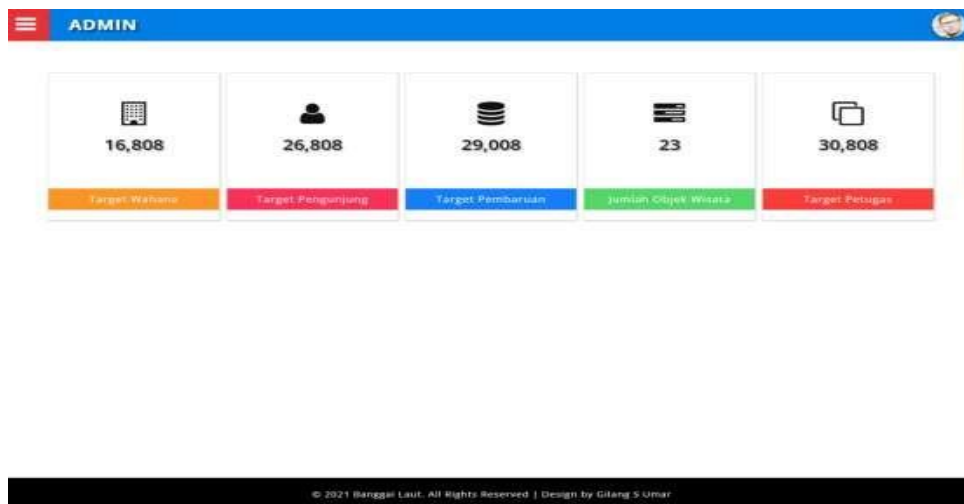 ADMIN
16,808
26,808
29,008
23
30,808
Target Wahana
Target Pengunjung
Target Pembaruan
Jumlah Objek Wisata
Target Petugas
© 2021 Banggai Laut. All Rights Reserved | Design by Gilang S Umar